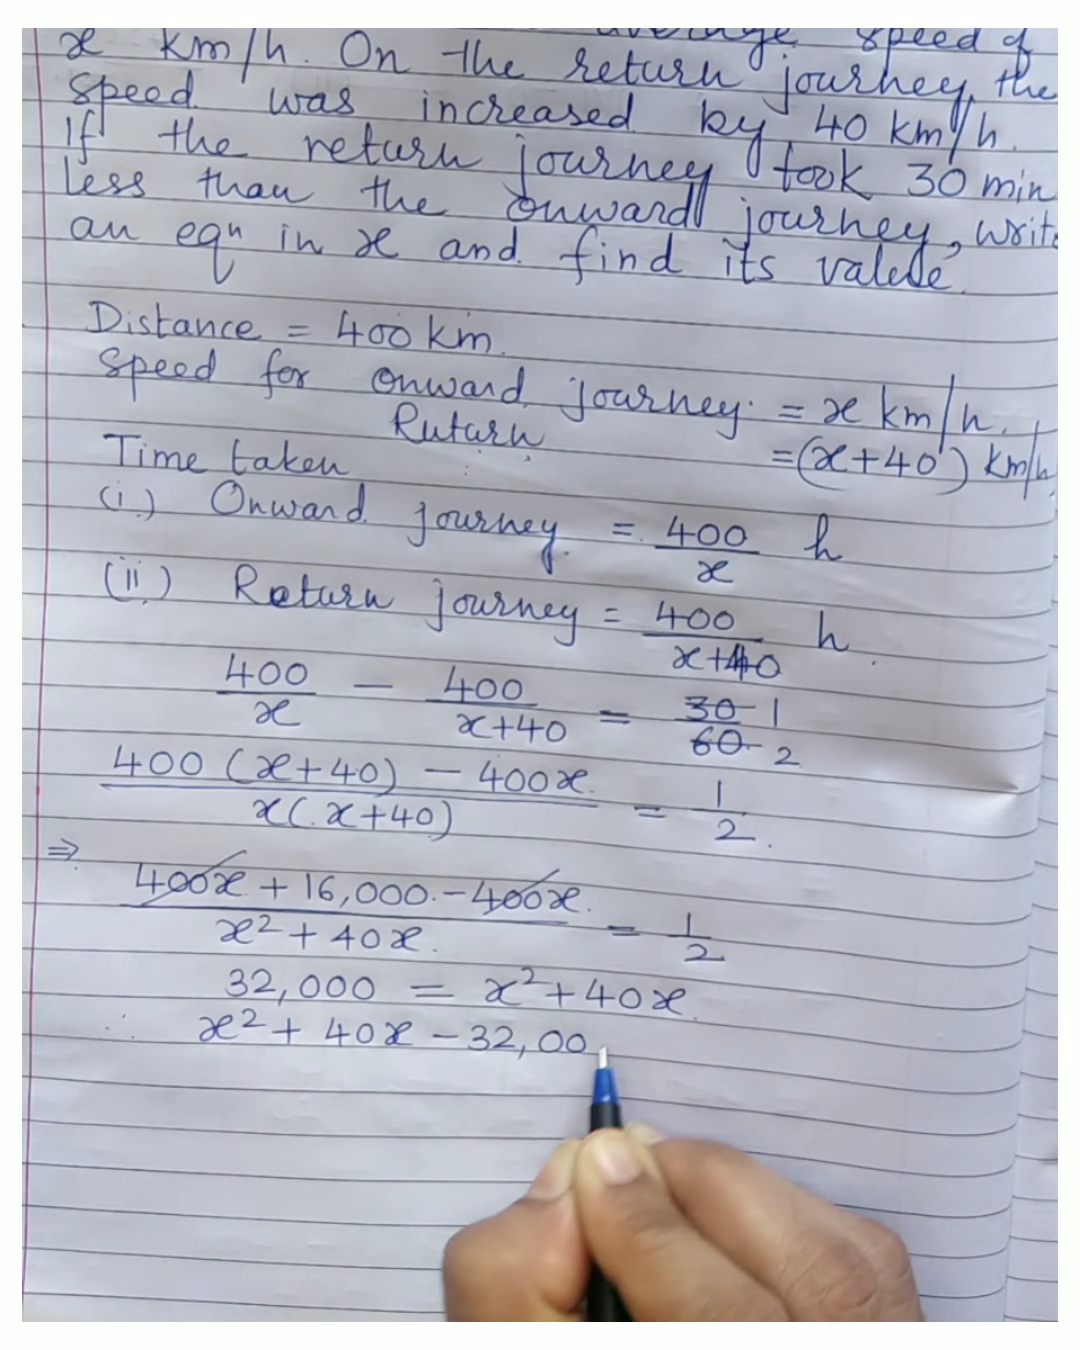 average speed of
x km/h. On the return journey, the
speed was increased by 40 km/h.
If the return journey took 30 min
less than the onward journey, write
an eqn in x and find its value.
Distance = 400 km.
Speed for onward journey = x km/h.
Ruturn = (x+40) km/h
Time taken
(i) Onward journey = 400/x h
(ii) Return journey = 400/x+40 h.
400/x - 400/x+40 = 30/60 1/2
400 (x+40) - 400x / x(x+40) = 1/2.
⇒ 400x + 16,000 - 400x / x² + 40x = 1/2
32,000 = x² + 40x
x² + 40x - 32,00